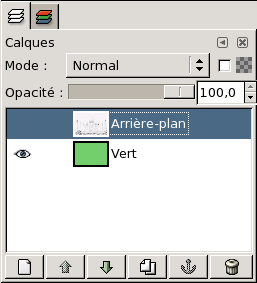 Calques
Mode : Normal
Opacité : 100,0
Arrière-plan
Vert